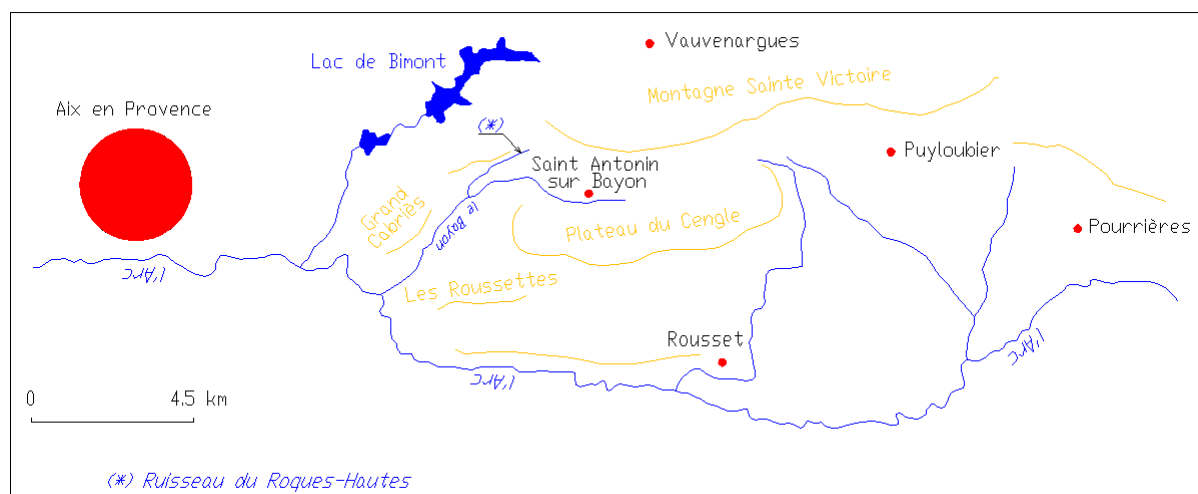 Vauvenargues
Lac de Bimont
Montagne Sainte Victoire
Aix en Provence
(*)
Saint Antonin
sur Bayon
Puyloubier
Grand
Cabriès
le Bayon
Plateau du Cengle
Pourrières
l'Arc
Les Roussettes
Rousset
l'Arc
l'Arc
0 4.5 km
(*) Ruisseau du Roques-Hautes